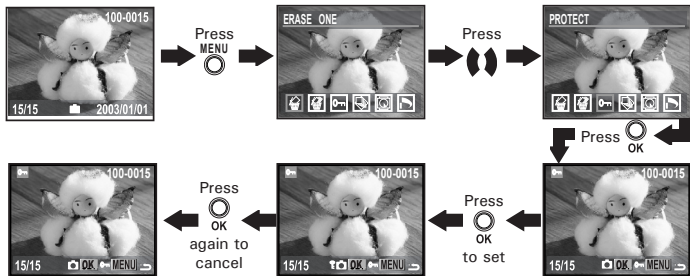 100-0015
15/15 2003/01/01
Press
MENU
ERASE ONE
Press
PROTECT
Press OK
100-0015
15/15 OK MENU
Press
OK
to set
100-0015
15/15 OK MENU
Press
OK
again to
cancel
100-0015
15/15 OK MENU